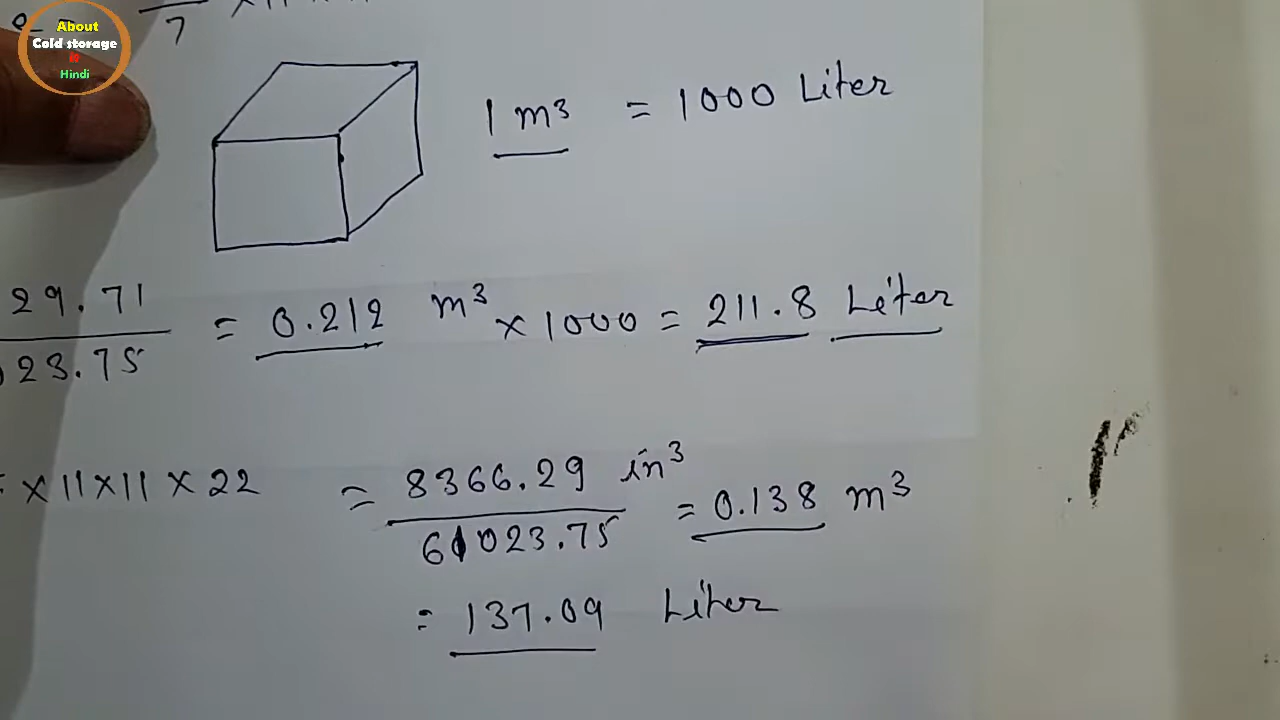 About
Cold storage
in
Hindi
7
1 m³ = 1000 Liter
29.71
23.75
= 0.212 m³ × 1000 = 211.8 Liter
× 11 × 11 × 22 = 8366.29 in³
61023.75
= 0.138 m³
= 137.09 Liter